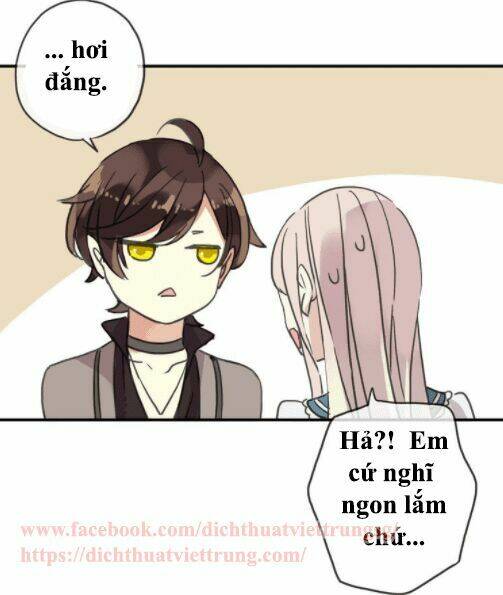 ... hơi
đắng.
Hả?! Em
cứ nghĩ
ngon lắm
chứ...
www.facebook.com/dichthuatviettrung
https://dichthuatviettrung.com/